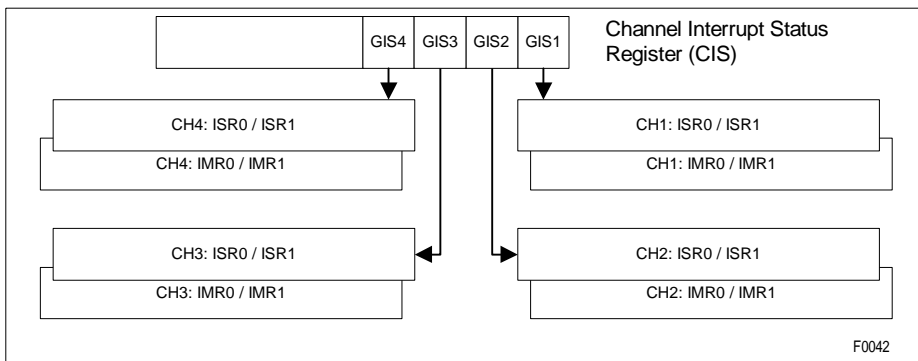 GIS4 GIS3 GIS2 GIS1
Channel Interrupt Status
Register (CIS)
CH4: ISR0 / ISR1
CH4: IMR0 / IMR1
CH1: ISR0 / ISR1
CH1: IMR0 / IMR1
CH3: ISR0 / ISR1
CH3: IMR0 / IMR1
CH2: ISR0 / ISR1
CH2: IMR0 / IMR1
F0042